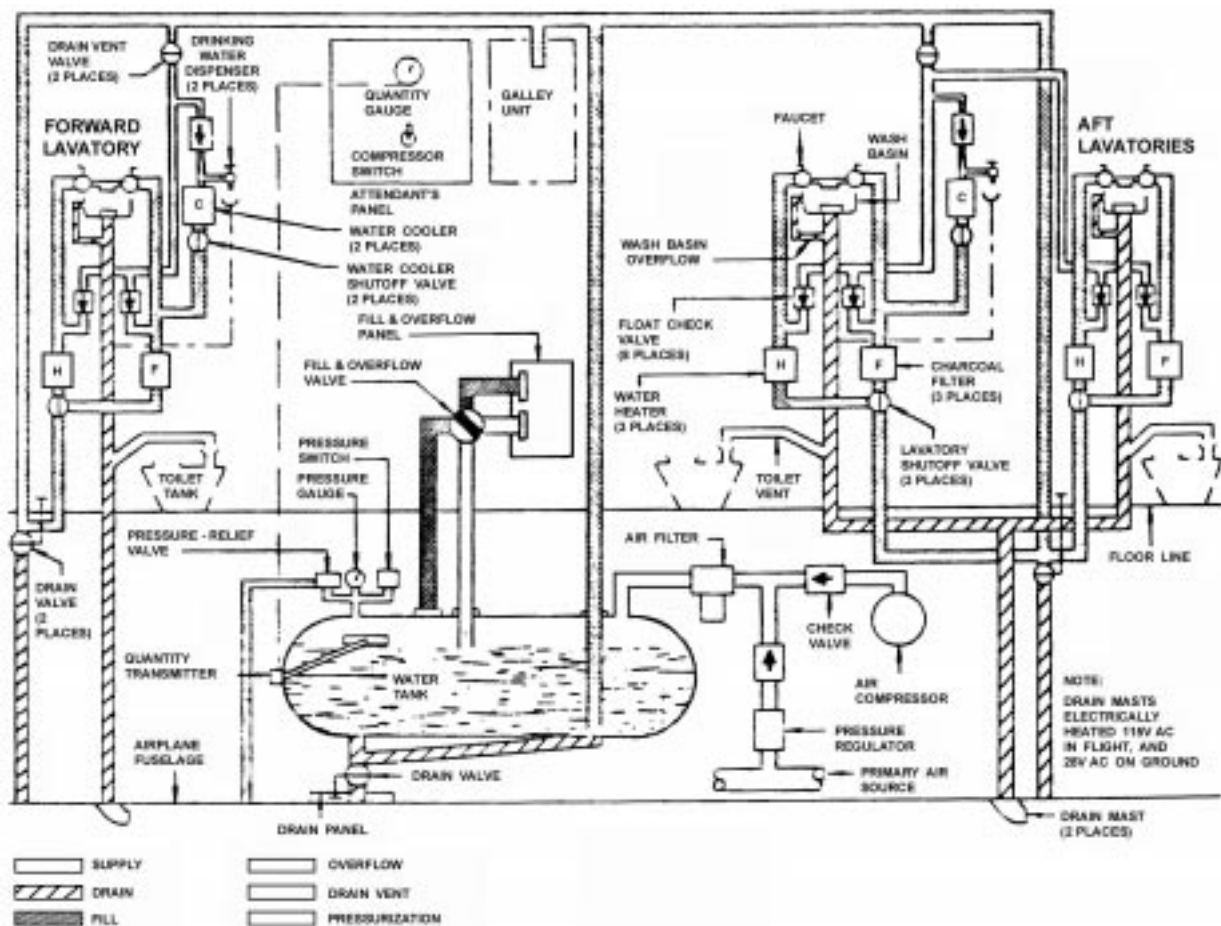 DRAIN VENT
VALVE
(2 PLACES)
DRINKING
WATER
DISPENSER
(2 PLACES)
FORWARD
LAVATORY
QUANTITY
GAUGE
COMPRESSOR
SWITCH
ATTENDANT'S
PANEL
GALLEY
UNIT
C
WATER COOLER
(2 PLACES)
WATER COOLER
SHUTOFF VALVE
(2 PLACES)
FILL & OVERFLOW
PANEL
FILL & OVERFLOW
VALVE
H
F
FAUCET
WASH
BASIN
AFT
LAVATORIES
C
WASH BASIN
OVERFLOW
FLOAT CHECK
VALVE
(8 PLACES)
WATER
HEATER
(3 PLACES)
H
F
CHARCOAL
FILTER
(3 PLACES)
H
F
LAVATORY
SHUTOFF VALVE
(3 PLACES)
TOILET
VENT
TOILET
TANK
PRESSURE
SWITCH
PRESSURE
GAUGE
PRESSURE - RELIEF
VALVE
AIR FILTER
FLOOR LINE
DRAIN
VALVE
(2
PLACES)
QUANTITY
TRANSMITTER
WATER
TANK
CHECK
VALVE
AIR
COMPRESSOR
PRESSURE
REGULATOR
PRIMARY AIR
SOURCE
NOTE:
DRAIN MASTS
ELECTRICALLY
HEATED 115V AC
IN FLIGHT, AND
28V AC ON GROUND
AIRPLANE
FUSELAGE
DRAIN VALVE
DRAIN PANEL
DRAIN MAST
(2 PLACES)
SUPPLY
DRAIN
FILL
OVERFLOW
DRAIN VENT
PRESSURIZATION